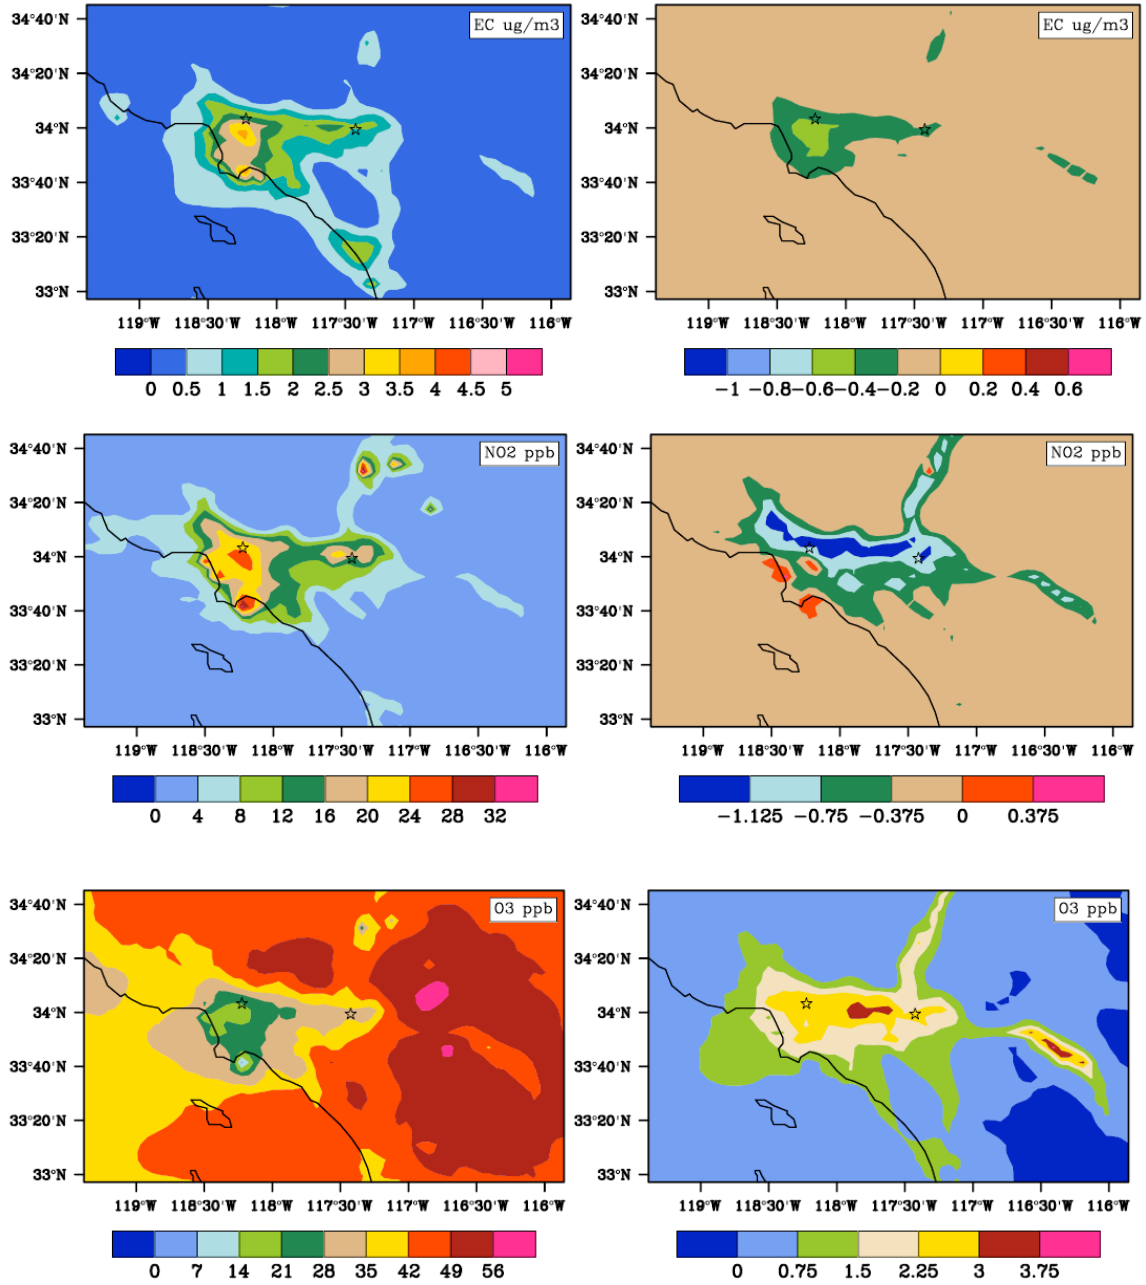 34°40'N
34°20'N
34°N
33°40'N
33°20'N
33°N
EC ug/m3
119°W 118°30'W 118°W 117°30'W 117°W 116°30'W 116°W
0 0.5 1 1.5 2 2.5 3 3.5 4 4.5 5
34°40'N
34°20'N
34°N
33°40'N
33°20'N
33°N
EC ug/m3
119°W 118°30'W 118°W 117°30'W 117°W 116°30'W 116°W
-1 -0.8 -0.6 -0.4 -0.2 0 0.2 0.4 0.6
34°40'N
34°20'N
34°N
33°40'N
33°20'N
33°N
NO2 ppb
119°W 118°30'W 118°W 117°30'W 117°W 116°30'W 116°W
0 4 8 12 16 20 24 28 32
34°40'N
34°20'N
34°N
33°40'N
33°20'N
33°N
NO2 ppb
119°W 118°30'W 118°W 117°30'W 117°W 116°30'W 116°W
-1.125 -0.75 -0.375 0 0.375
34°40'N
34°20'N
34°N
33°40'N
33°20'N
33°N
O3 ppb
119°W 118°30'W 118°W 117°30'W 117°W 116°30'W 116°W
0 7 14 21 28 35 42 49 56
34°40'N
34°20'N
34°N
33°40'N
33°20'N
33°N
O3 ppb
119°W 118°30'W 118°W 117°30'W 117°W 116°30'W 116°W
0 0.75 1.5 2.25 3 3.75